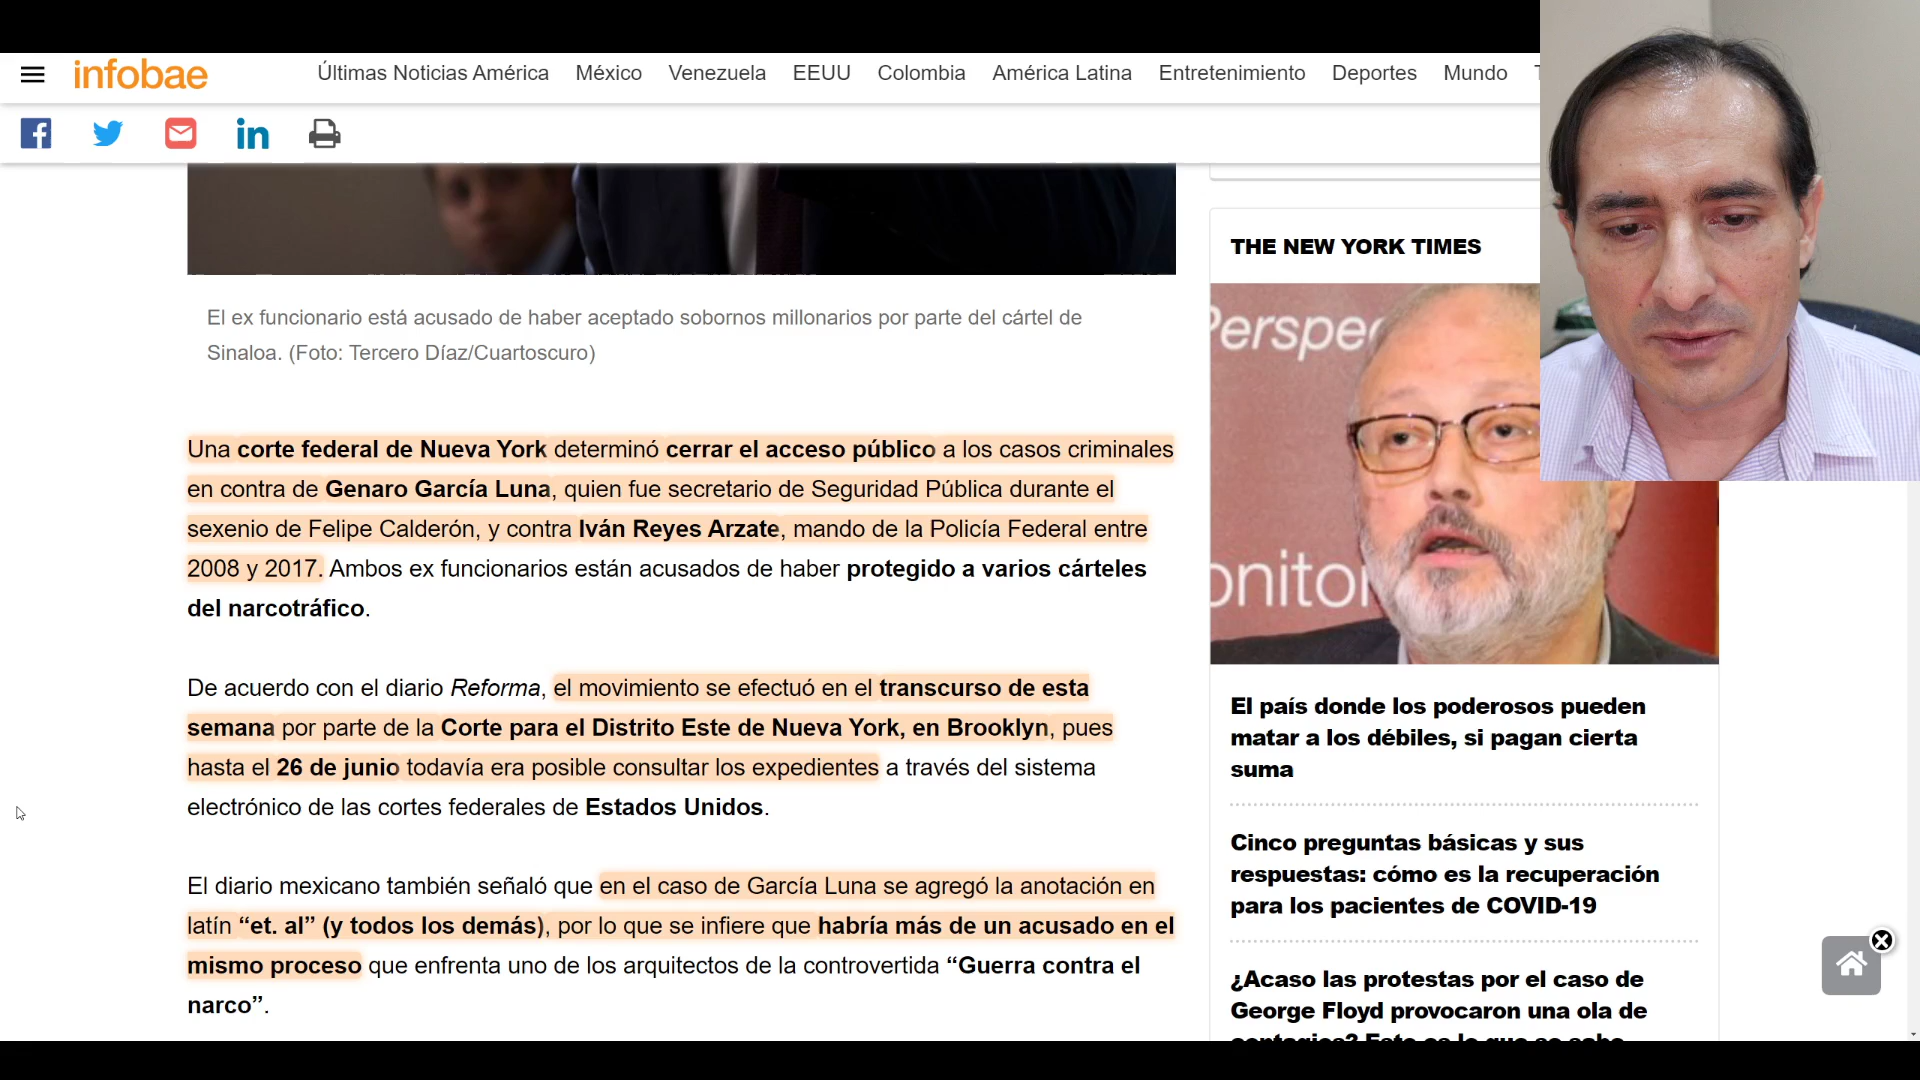 infobae
Últimas Noticias América México Venezuela EEUU Colombia América Latina Entretenimiento Deportes Mundo
El ex funcionario está acusado de haber aceptado sobornos millonarios por parte del cártel de
Sinaloa. (Foto: Tercero Díaz/Cuartoscuro)
Una corte federal de Nueva York determinó cerrar el acceso público a los casos criminales
en contra de Genaro García Luna, quien fue secretario de Seguridad Pública durante el
sexenio de Felipe Calderón, y contra Iván Reyes Arzate, mando de la Policía Federal entre
2008 y 2017. Ambos ex funcionarios están acusados de haber protegido a varios cárteles
del narcotráfico.
De acuerdo con el diario Reforma, el movimiento se efectuó en el transcurso de esta
semana por parte de la Corte para el Distrito Este de Nueva York, en Brooklyn, pues
hasta el 26 de junio todavía era posible consultar los expedientes a través del sistema
electrónico de las cortes federales de Estados Unidos.
El diario mexicano también señaló que en el caso de García Luna se agregó la anotación en
latín “et. al” (y todos los demás), por lo que se infiere que habría más de un acusado en el
mismo proceso que enfrenta uno de los arquitectos de la controvertida “Guerra contra el
narco”.
THE NEW YORK TIMES
Perspec
onitor
El país donde los poderosos pueden
matar a los débiles, si pagan cierta
suma
Cinco preguntas básicas y sus
respuestas: cómo es la recuperación
para los pacientes de COVID-19
¿Acaso las protestas por el caso de
George Floyd provocaron una ola de
contagios? Esto es lo que se sabe